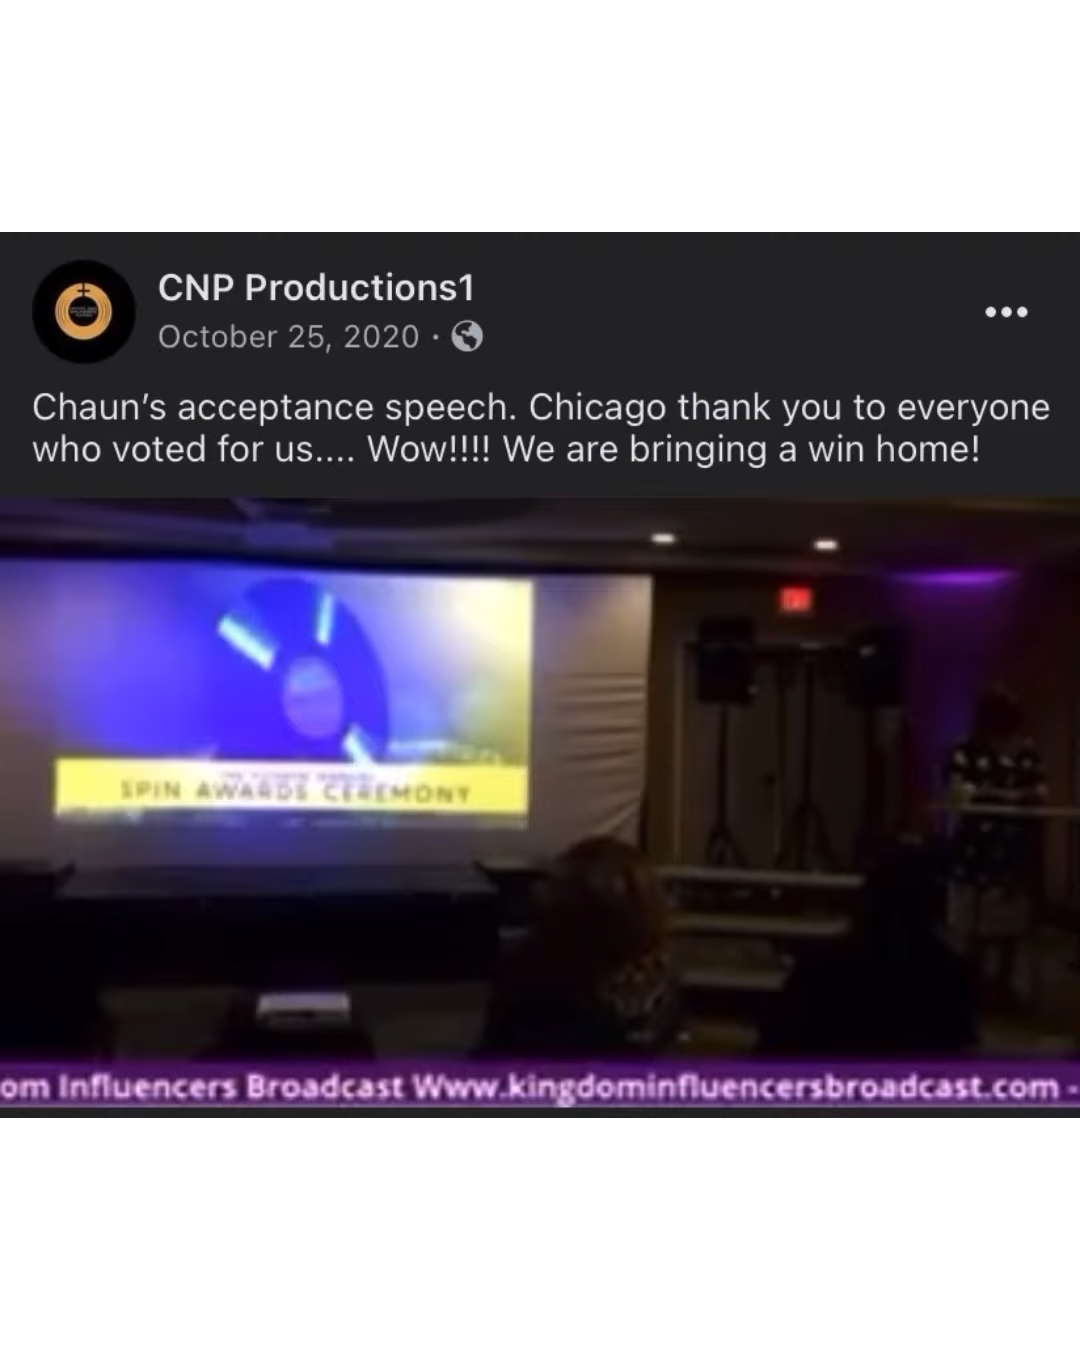 CNP Productions1
October 25, 2020 ·
Chaun's acceptance speech. Chicago thank you to everyone
who voted for us.... Wow!!!! We are bringing a win home!
SPIN AWARDS CEREMONY
om Influencers Broadcast Www.kingdominfluencersbroadcast.com -